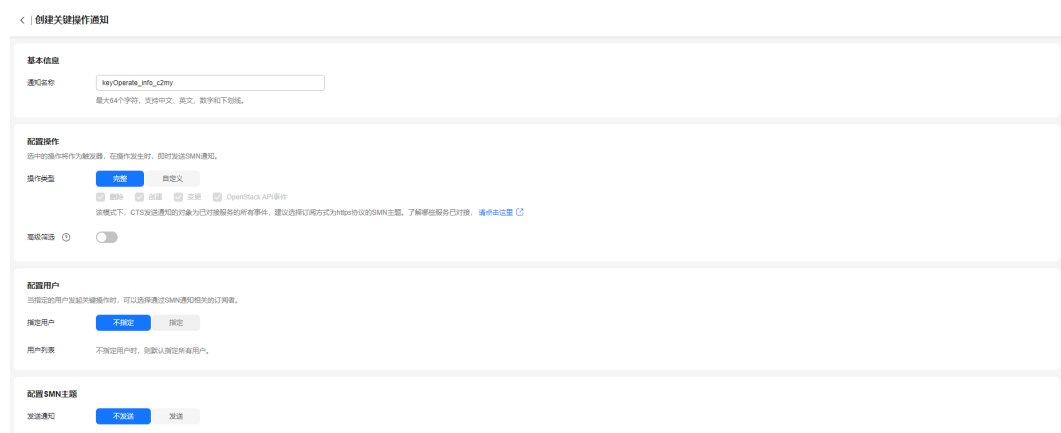 创建关键操作通知
基本信息
通知名称 keyOperate_info_c2my
最大64个字符，支持中文、英文、数字和下划线。
配置操作
选中的操作将作为触发器，在操作发生时，即时发送SMN通知。
操作类型 完整 自定义
删除 创建 变更 OpenStack API事件
该模式下，CTS发送通知的对象为已对接服务的所有事件，建议选择订阅方式为https协议的SMN主题。了解哪些服务已对接，请点击这里
高级筛选 ?
配置用户
当指定的用户发起关键操作时，可以选择通过SMN通知相关的订阅者。
指定用户 不指定 指定
用户列表 不指定用户时，则默认指定所有用户。
配置SMN主题
发送通知 不发送 发送